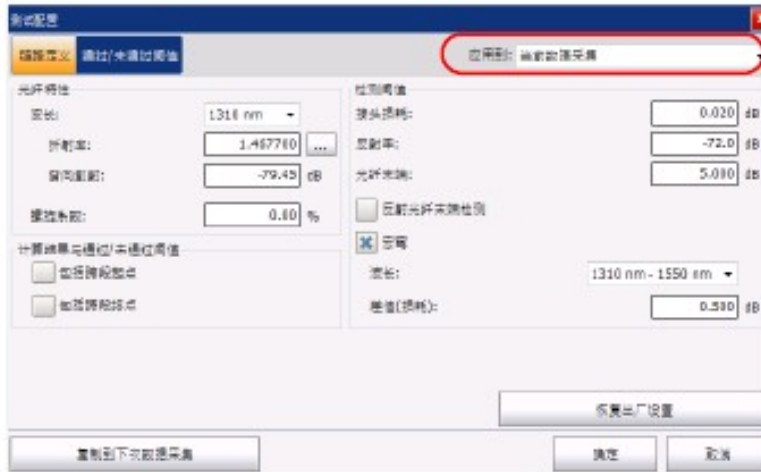 测试配置
链路定义 通过/未通过阈值
应用到: 当前数据采集
光纤特性
波长: 1310 nm
折射率: 1.467700 ...
背向散射: -79.45 dB
螺旋系数: 0.00 %
计算结果与通过/未通过阈值
包括跨段起点
包括跨段终点
检测阈值
接头损耗: 0.020 dB
反射率: -72.0 dB
光纤末端: 5.000 dB
反射光纤末端检测
宏弯
波长: 1310 nm - 1550 nm
差值(损耗): 0.500 dB
恢复出厂设置
复制到下次数据采集
确定
取消